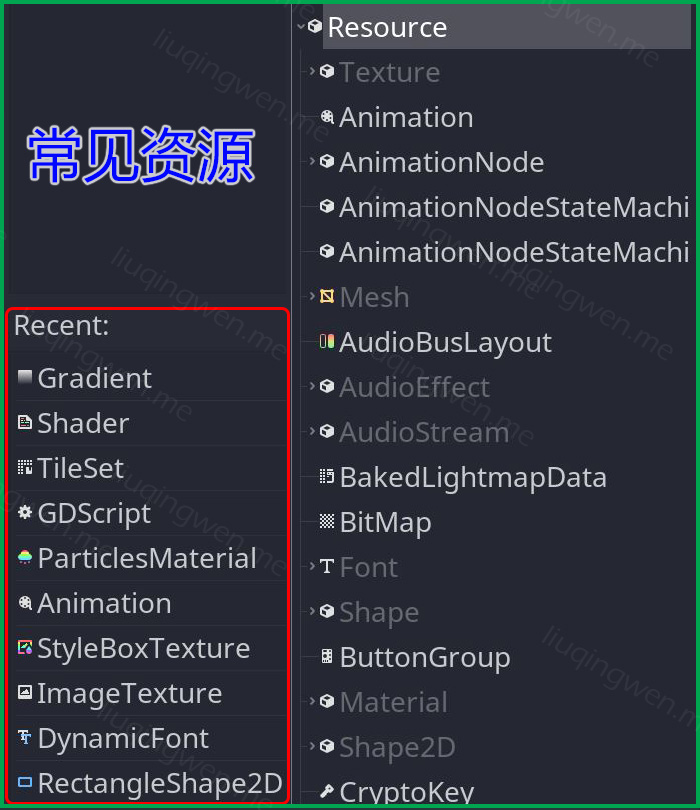 常见资源
Recent:
Gradient
Shader
TileSet
GDScript
ParticlesMaterial
Animation
StyleBoxTexture
ImageTexture
DynamicFont
RectangleShape2D
Resource
Texture
Animation
AnimationNode
AnimationNodeStateMachi
AnimationNodeStateMachi
Mesh
AudioBusLayout
AudioEffect
AudioStream
BakedLightmapData
BitMap
Font
Shape
ButtonGroup
Material
Shape2D
CryptoKey
liuqingwen.me